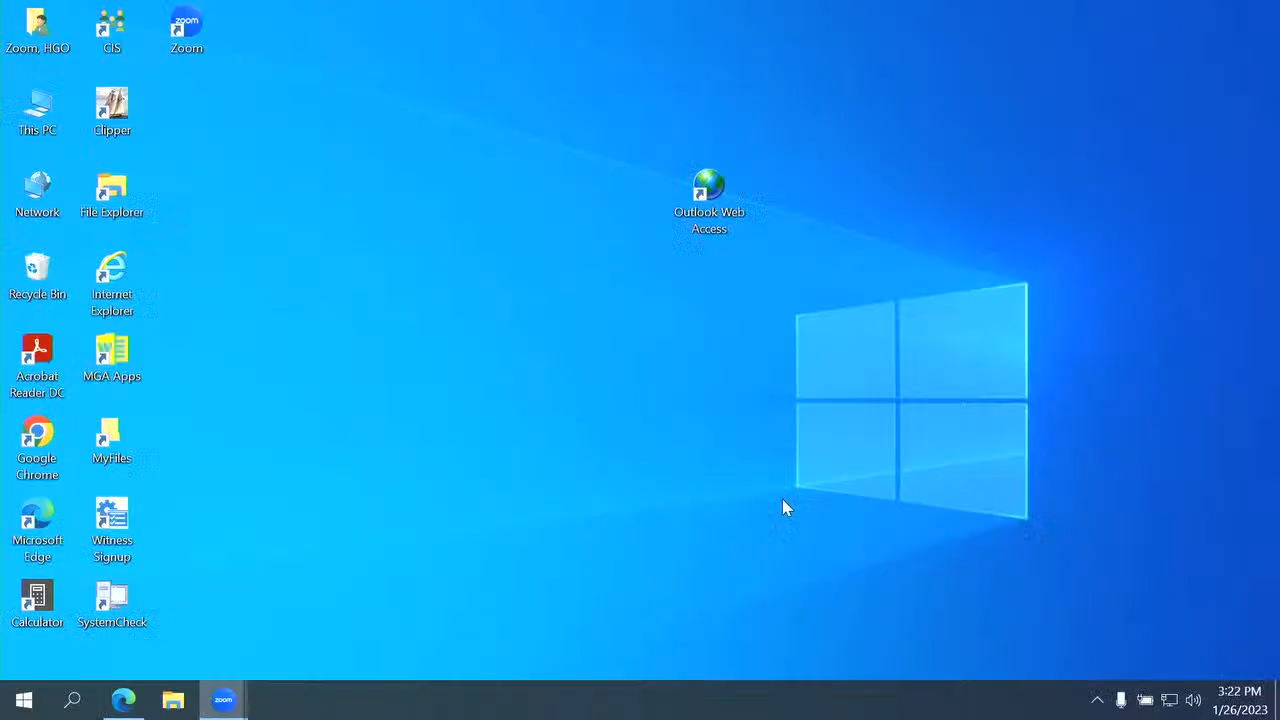 Zoom, HGO
CIS
zoom
Zoom
This PC
Clipper
Network
File Explorer
Outlook Web
Access
Recycle Bin
Internet
Explorer
Acrobat
Reader DC
MGA Apps
Google
Chrome
MyFiles
Microsoft
Edge
Witness
Signup
Calculator
SystemCheck
zoom
3:22 PM
1/26/2023